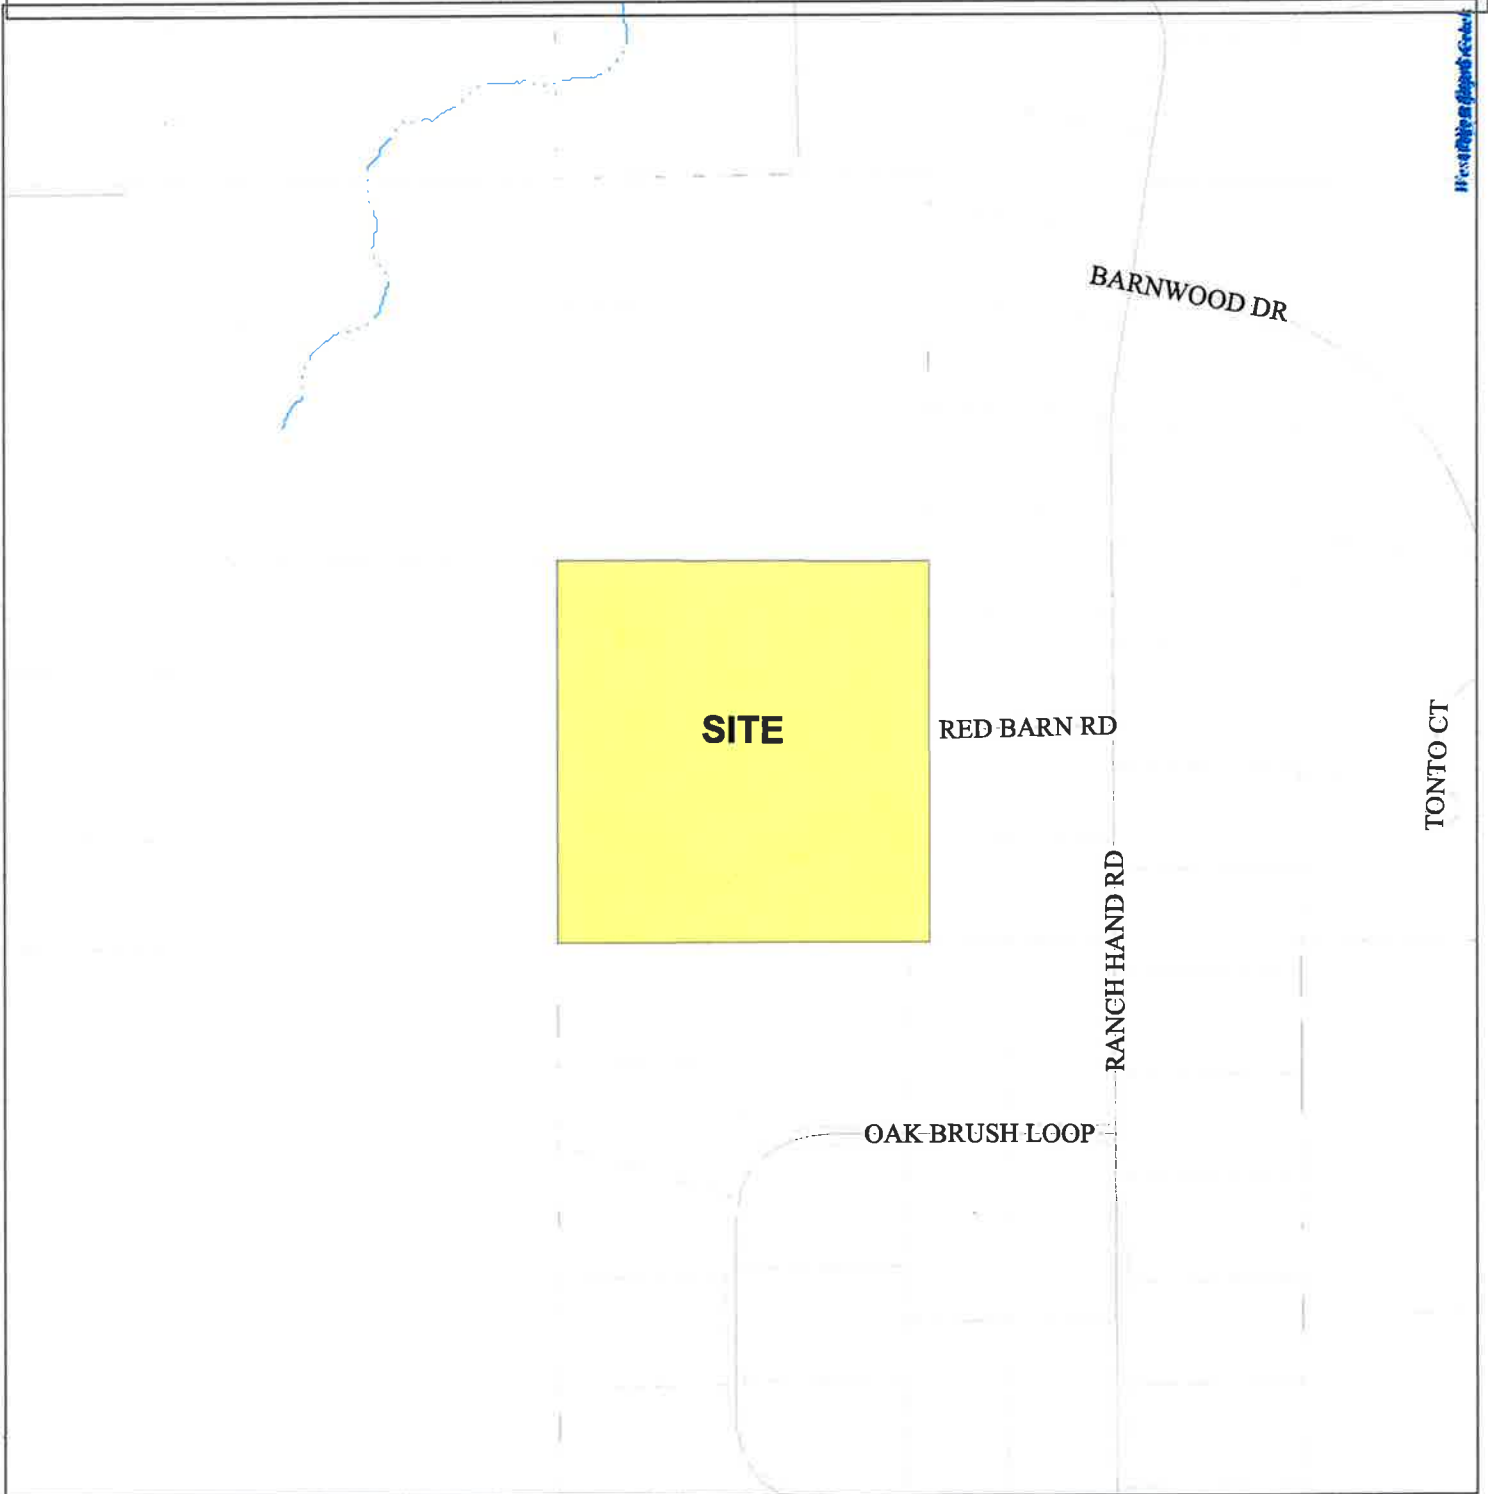 BARNWOOD DR
SITE
RED BARN RD
TONTO CT
RANCH HAND RD
OAK BRUSH LOOP